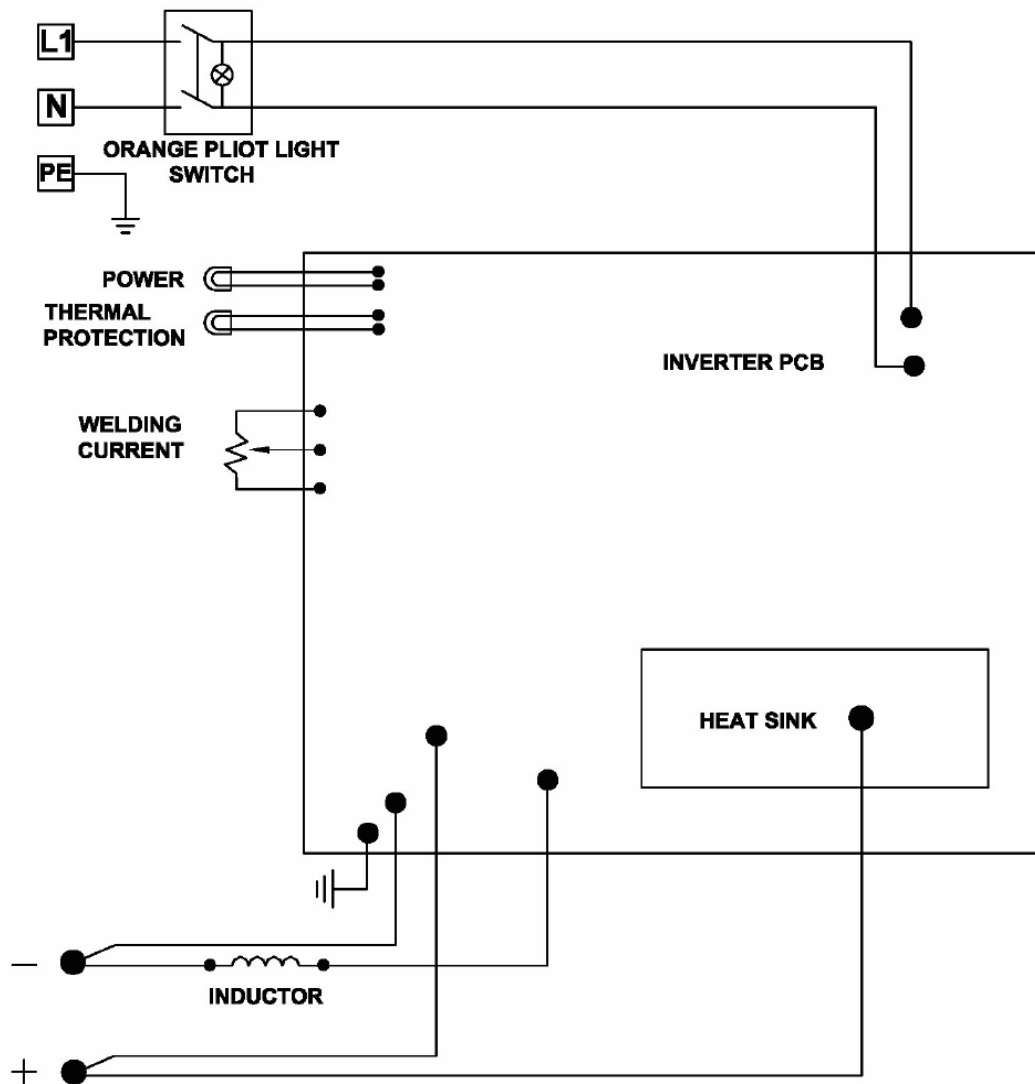 L1
N
ORANGE PLIOT LIGHT
SWITCH
PE
POWER
THERMAL
PROTECTION
INVERTER PCB
WELDING
CURRENT
HEAT SINK
−
INDUCTOR
+